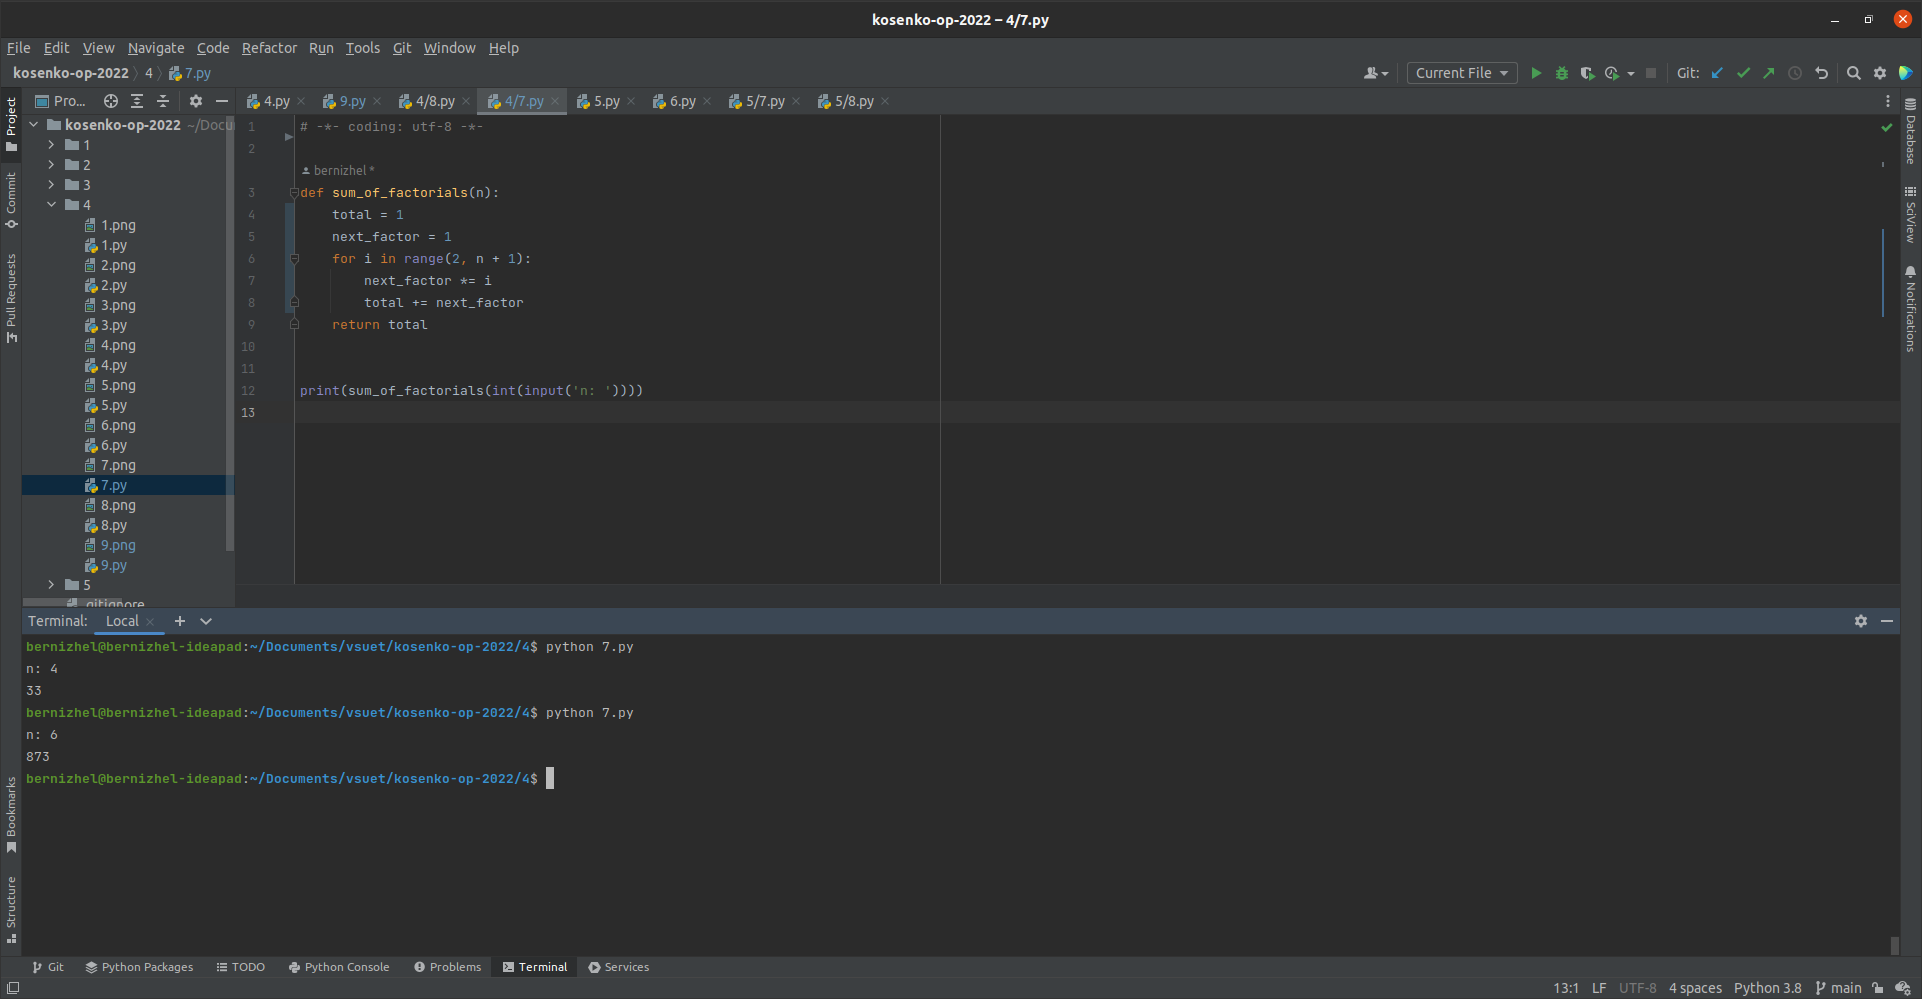 kosenko-op-2022 – 4/7.py
File Edit View Navigate Code Refactor Run Tools Git Window Help
kosenko-op-2022 4 7.py
Current File
Git:
Pro...
4.py 9.py 4/8.py 4/7.py 5.py 6.py 5/7.py 5/8.py
Project
Commit
Pull Requests
Bookmarks
Structure
kosenko-op-2022 ~/Docu
1
2
3
4
1.png
1.py
2.png
2.py
3.png
3.py
4.png
4.py
5.png
5.py
6.png
6.py
7.png
7.py
8.png
8.py
9.png
9.py
5
.gitignore
1 # -*- coding: utf-8 -*-
2
bernizhel *
3 def sum_of_factorials(n):
4     total = 1
5     next_factor = 1
6     for i in range(2, n + 1):
7         next_factor *= i
8         total += next_factor
9     return total
10
11
12 print(sum_of_factorials(int(input('n: '))))
13
Database
SciView
Notifications
Terminal: Local
bernizhel@bernizhel-ideapad:~/Documents/vsuet/kosenko-op-2022/4$ python 7.py
n: 4
33
bernizhel@bernizhel-ideapad:~/Documents/vsuet/kosenko-op-2022/4$ python 7.py
n: 6
873
bernizhel@bernizhel-ideapad:~/Documents/vsuet/kosenko-op-2022/4$
Git Python Packages TODO Python Console Problems Terminal Services
13:1 LF UTF-8 4 spaces Python 3.8 main